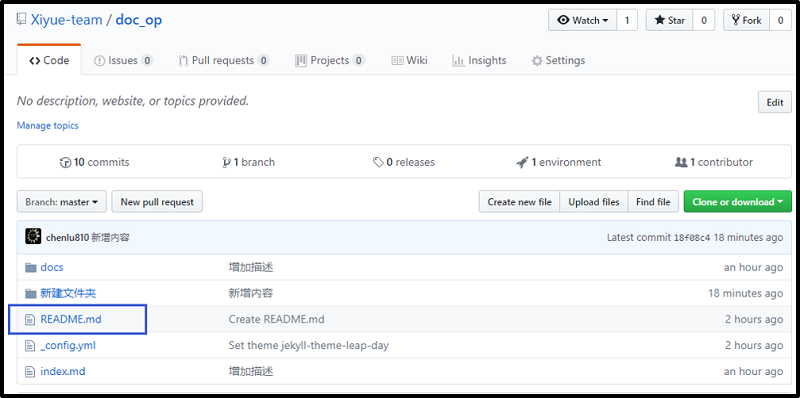 Xiyue-team / doc_op Watch 1 Star 0 Fork 0
Code Issues 0 Pull requests 0 Projects 0 Wiki Insights Settings
No description, website, or topics provided. Edit
Manage topics
10 commits 1 branch 0 releases 1 environment 1 contributor
Branch: master New pull request Create new file Upload files Find file Clone or download
chenlu810 新增内容 Latest commit 18f08c4 18 minutes ago
docs 增加描述 an hour ago
新建文件夹 新增内容 18 minutes ago
README.md Create README.md 2 hours ago
_config.yml Set theme jekyll-theme-leap-day 2 hours ago
index.md 增加描述 an hour ago